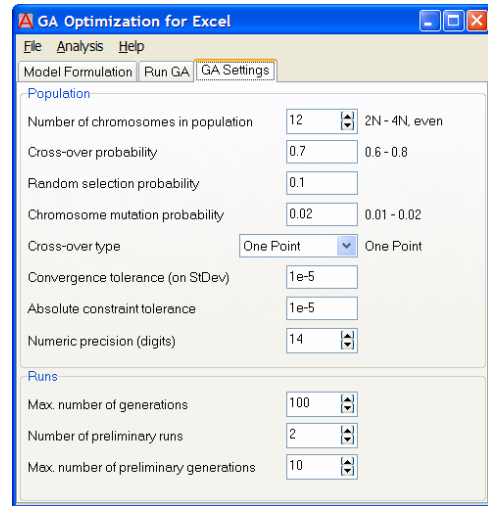 GA Optimization for Excel
File Analysis Help
Model Formulation Run GA GA Settings
Population
Number of chromosomes in population 12 2N - 4N, even
Cross-over probability 0.7 0.6 - 0.8
Random selection probability 0.1
Chromosome mutation probability 0.02 0.01 - 0.02
Cross-over type One Point One Point
Convergence tolerance (on StDev) 1e-5
Absolute constraint tolerance 1e-5
Numeric precision (digits) 14
Runs
Max. number of generations 100
Number of preliminary runs 2
Max. number of preliminary generations 10